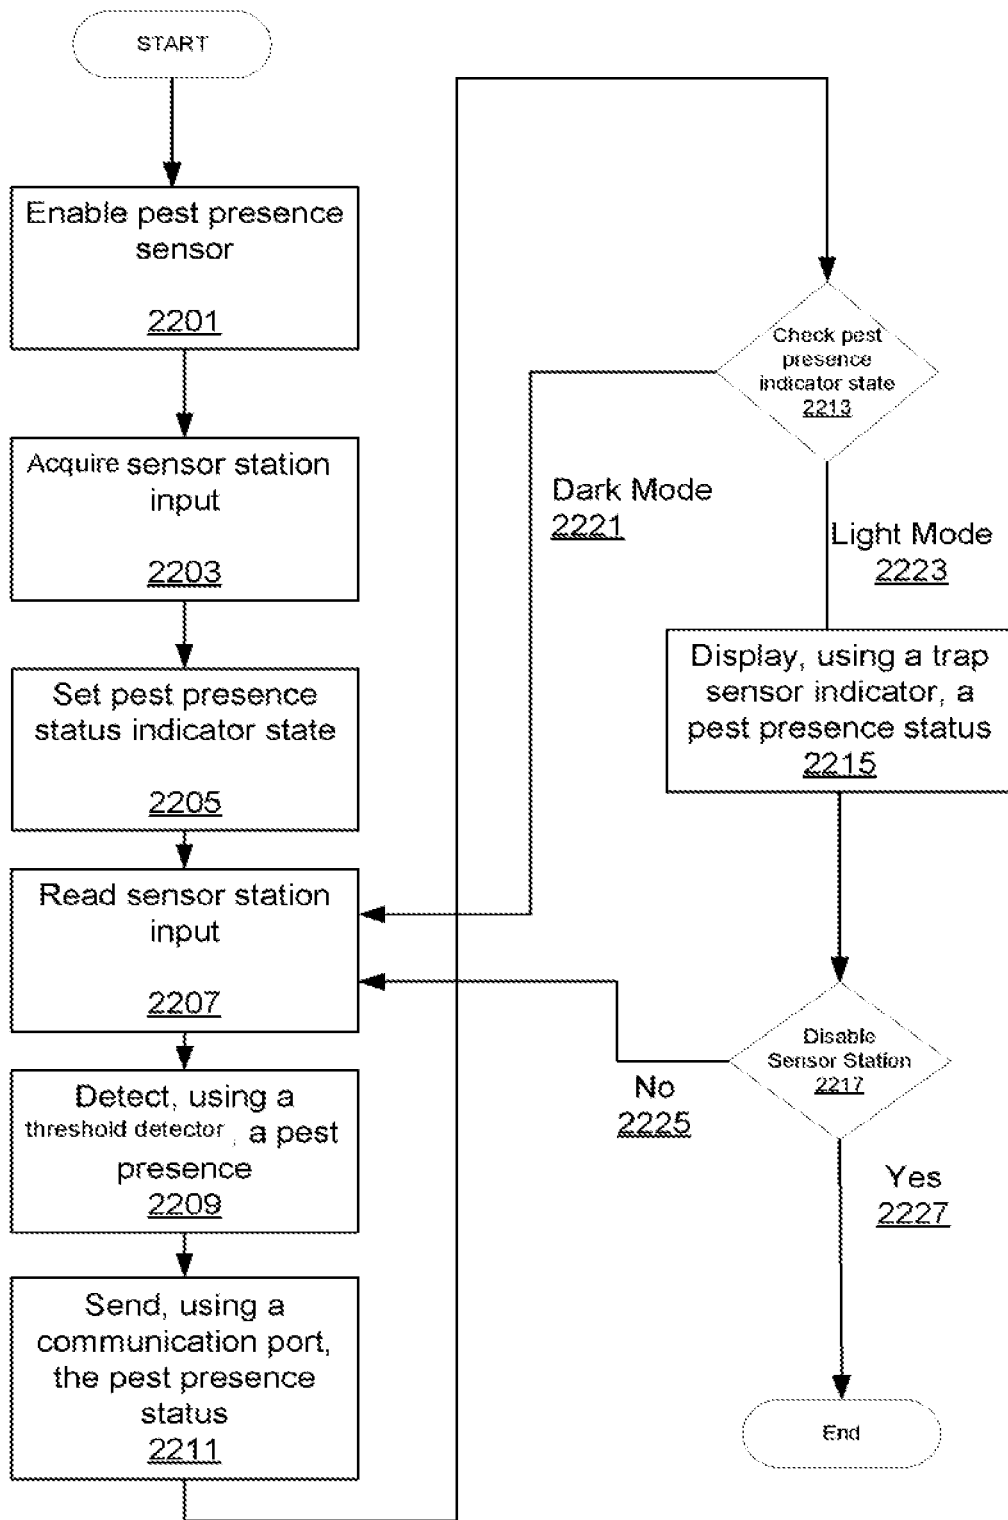 START
Enable pest presence
sensor
2201
Acquire sensor station
input
2203
Set pest presence
status indicator state
2205
Read sensor station
input
2207
Detect, using a
threshold detector, a pest
presence
2209
Send, using a
communication port,
the pest presence
status
2211
Check pest
presence
indicator state
2213
Dark Mode
2221
Light Mode
2223
Display, using a trap
sensor indicator, a
pest presence status
2215
Disable
Sensor Station
2217
No
2225
Yes
2227
End